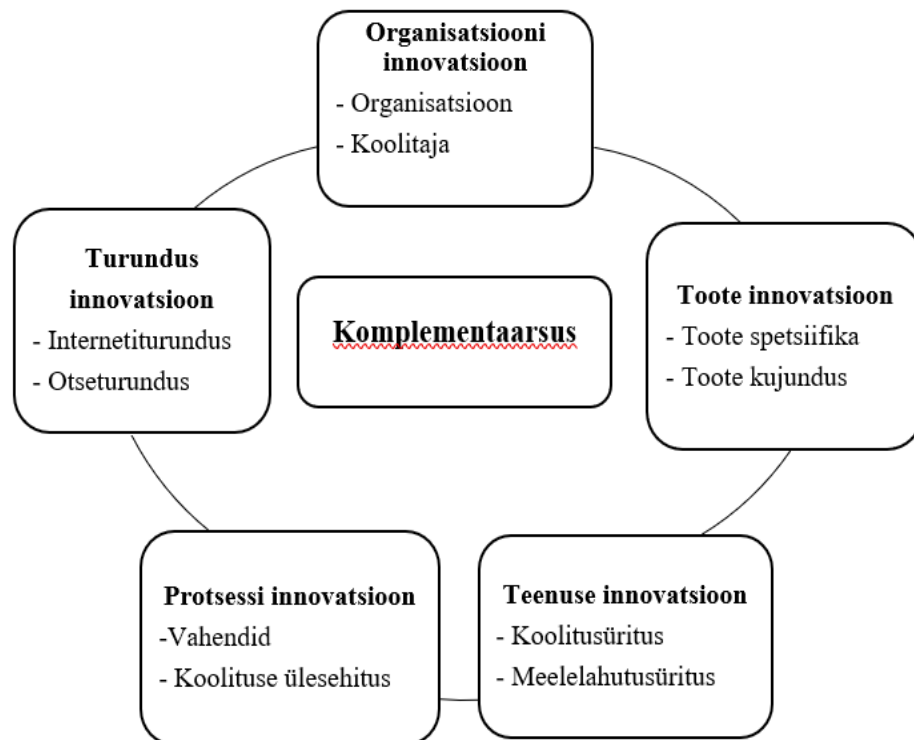 Organisatsiooni
innovatsioon
- Organisatsioon
- Koolitaja
Turundus
innovatsioon
- Internetiturundus
- Otseturundus
Komplementaarsus
Toote innovatsioon
- Toote spetsiifika
- Toote kujundus
Protsessi innovatsioon
-Vahendid
- Koolituse ülesehitus
Teenuse innovatsioon
- Koolitusüritus
- Meelelahutusüritus